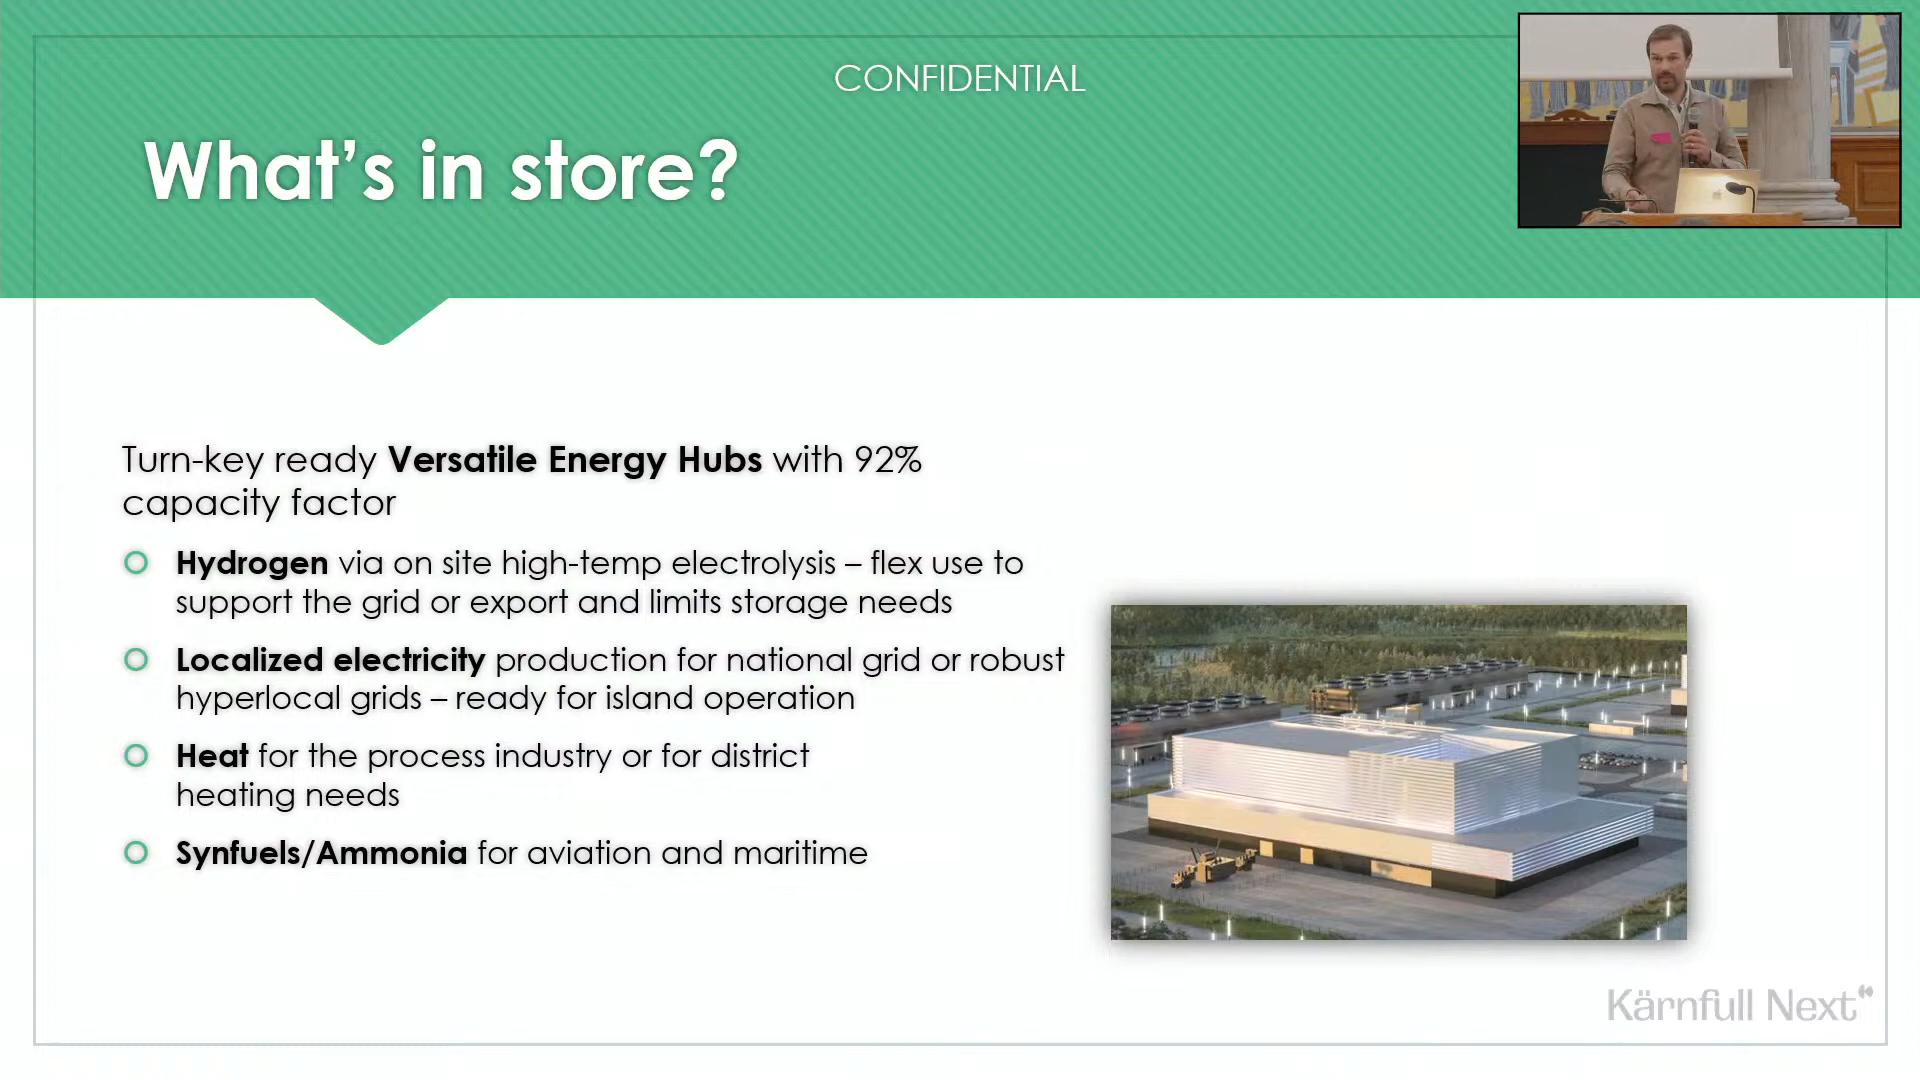 CONFIDENTIAL
What's in store?
Turn-key ready Versatile Energy Hubs with 92%
capacity factor
Hydrogen via on site high-temp electrolysis – flex use to
support the grid or export and limits storage needs
Localized electricity production for national grid or robust
hyperlocal grids – ready for island operation
Heat for the process industry or for district
heating needs
Synfuels/Ammonia for aviation and maritime
Kärnfull Next